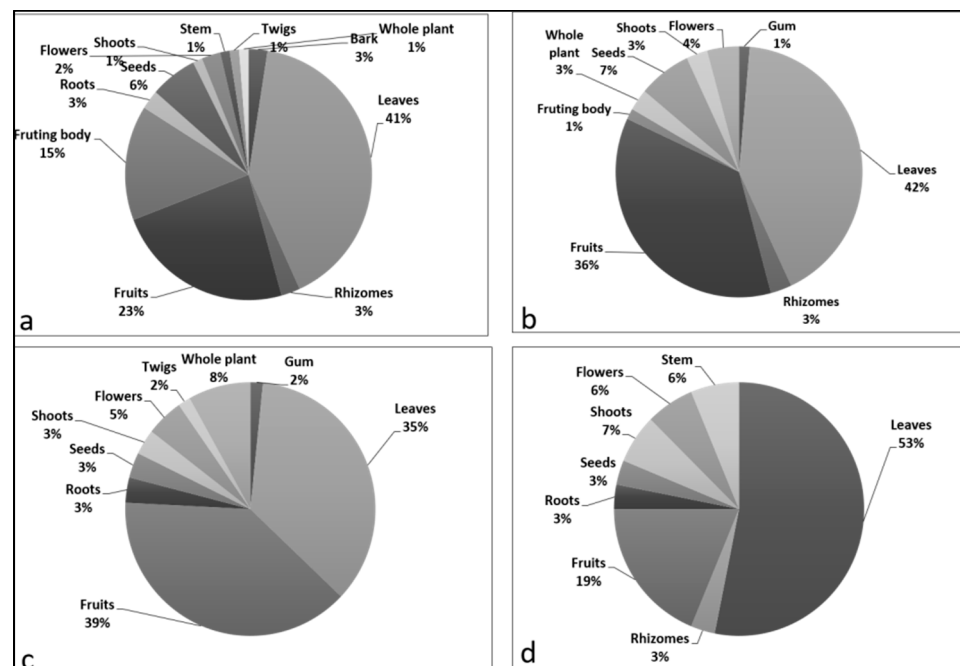 Stem
1%
Twigs
1%
Whole plant
1%
Bark
3%
Flowers
2%
Shoots
1%
Seeds
6%
Roots
3%
Leaves
41%
Fruting body
15%
Fruits
23%
Rhizomes
3%
a
Shoots
3%
Flowers
4%
Gum
1%
Whole
plant
3%
Seeds
7%
Fruting body
1%
Leaves
42%
Fruits
36%
Rhizomes
3%
b
Twigs
2%
Whole plant
8%
Gum
2%
Flowers
5%
Leaves
35%
Shoots
3%
Seeds
3%
Roots
3%
Fruits
39%
c
Stem
6%
Flowers
6%
Shoots
7%
Leaves
53%
Seeds
3%
Roots
3%
Fruits
19%
Rhizomes
3%
d